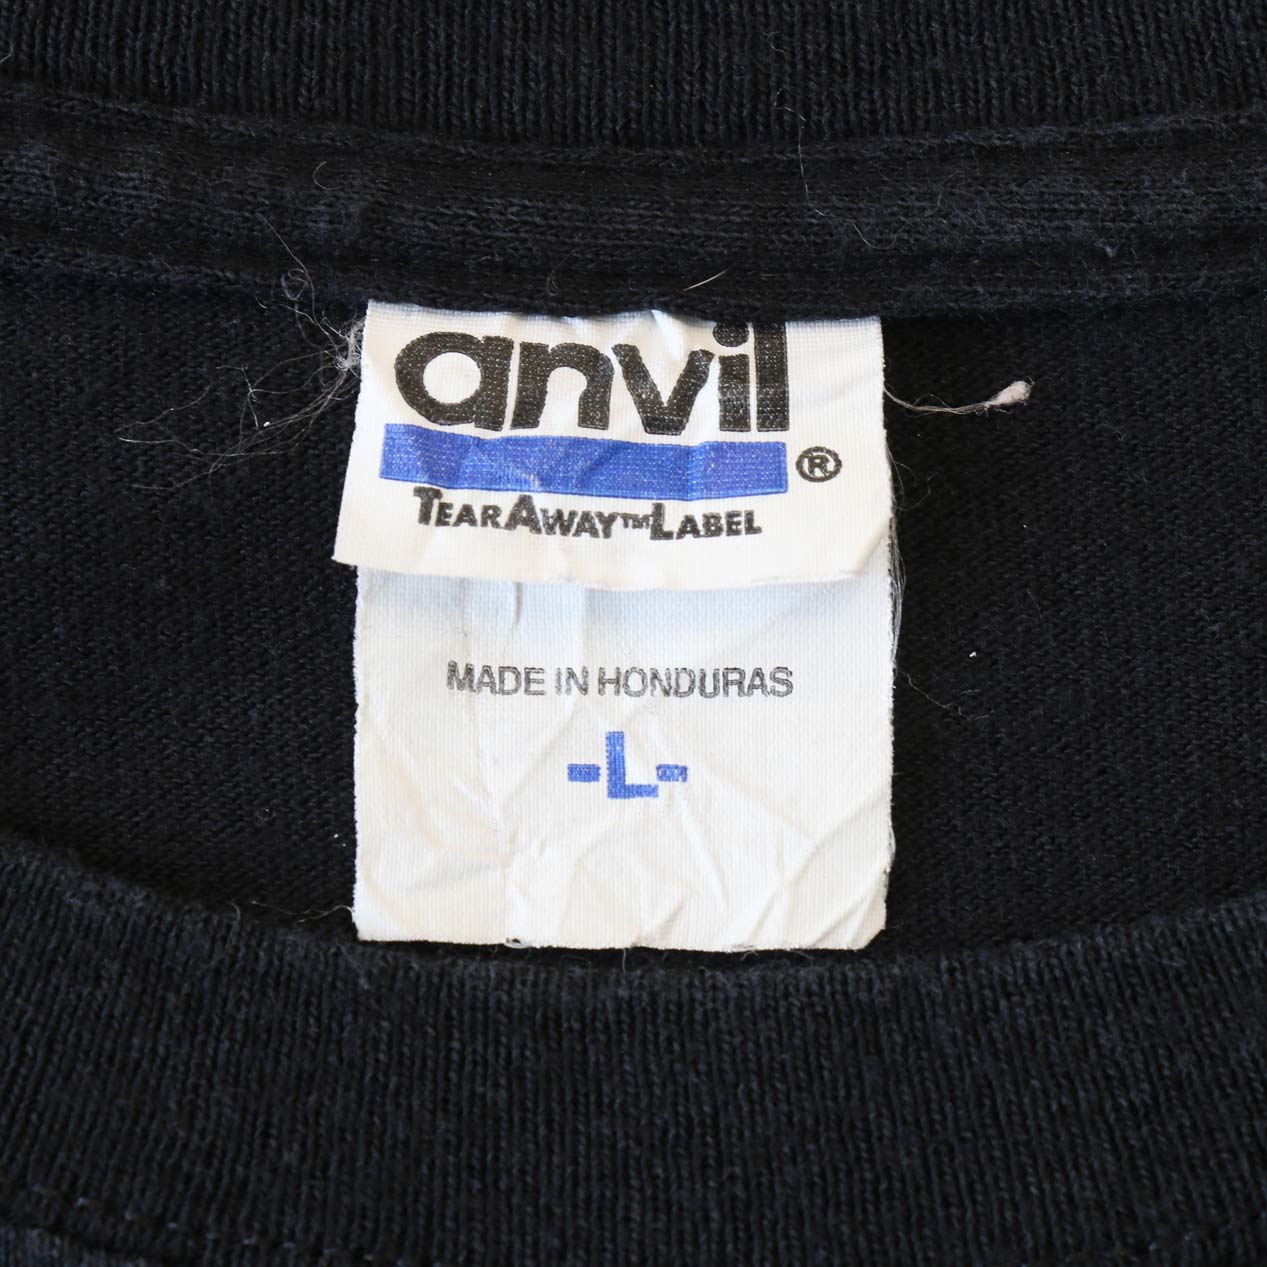 anvil
®
TEARAWAY™LABEL
MADE IN HONDURAS
-L-